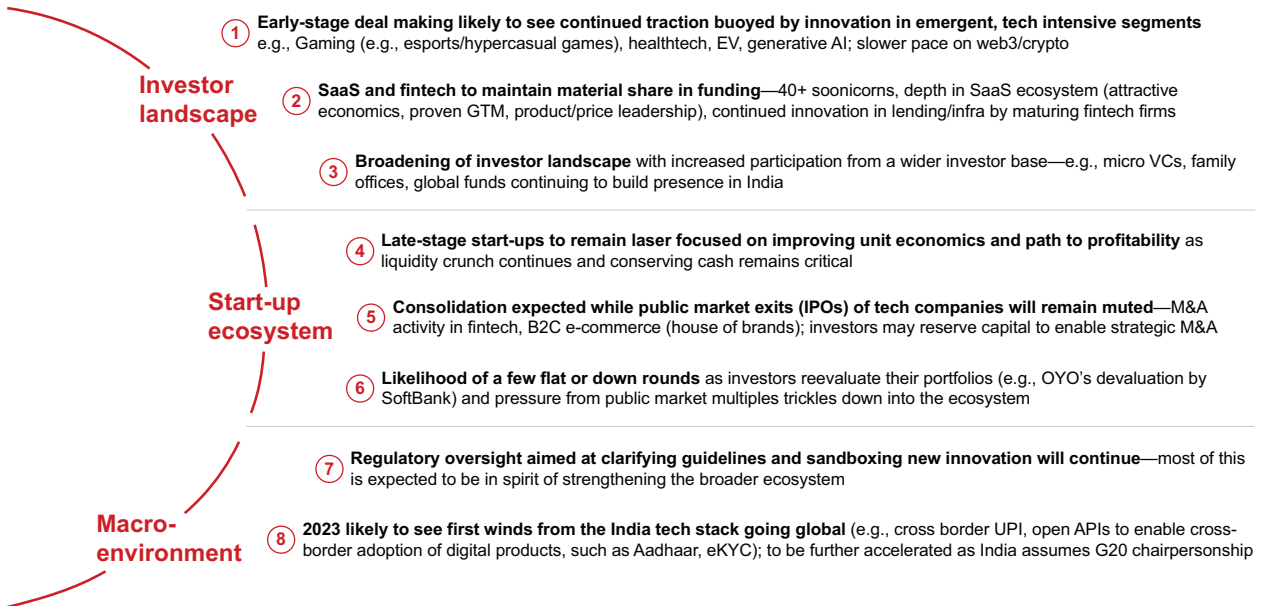 1
Early-stage deal making likely to see continued traction buoyed by innovation in emergent, tech intensive segments
e.g., Gaming (e.g., esports/hypercasual games), healthtech, EV, generative AI; slower pace on web3/crypto
Investor
landscape
2
SaaS and fintech to maintain material share in funding—40+ soonicorns, depth in SaaS ecosystem (attractive
economics, proven GTM, product/price leadership), continued innovation in lending/infra by maturing fintech firms
3
Broadening of investor landscape with increased participation from a wider investor base—e.g., micro VCs, family
offices, global funds continuing to build presence in India
4
Late-stage start-ups to remain laser focused on improving unit economics and path to profitability as
liquidity crunch continues and conserving cash remains critical
Start-up
ecosystem
5
Consolidation expected while public market exits (IPOs) of tech companies will remain muted—M&A
activity in fintech, B2C e-commerce (house of brands); investors may reserve capital to enable strategic M&A
6
Likelihood of a few flat or down rounds as investors reevaluate their portfolios (e.g., OYO's devaluation by
SoftBank) and pressure from public market multiples trickles down into the ecosystem
7
Regulatory oversight aimed at clarifying guidelines and sandboxing new innovation will continue—most of this
is expected to be in spirit of strengthening the broader ecosystem
Macro-
environment
8
2023 likely to see first winds from the India tech stack going global (e.g., cross border UPI, open APIs to enable cross-
border adoption of digital products, such as Aadhaar, eKYC); to be further accelerated as India assumes G20 chairpersonship